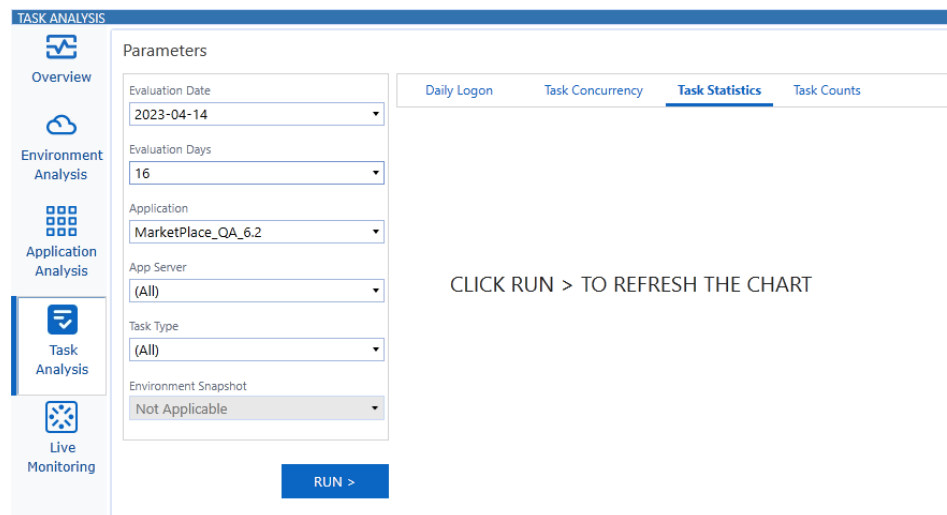 TASK ANALYSIS
Overview
Environment
Analysis
Application
Analysis
Task
Analysis
Live
Monitoring
Parameters
Evaluation Date
2023-04-14
Evaluation Days
16
Application
MarketPlace_QA_6.2
App Server
(All)
Task Type
(All)
Environment Snapshot
Not Applicable
RUN >
Daily Logon Task Concurrency Task Statistics Task Counts
CLICK RUN > TO REFRESH THE CHART